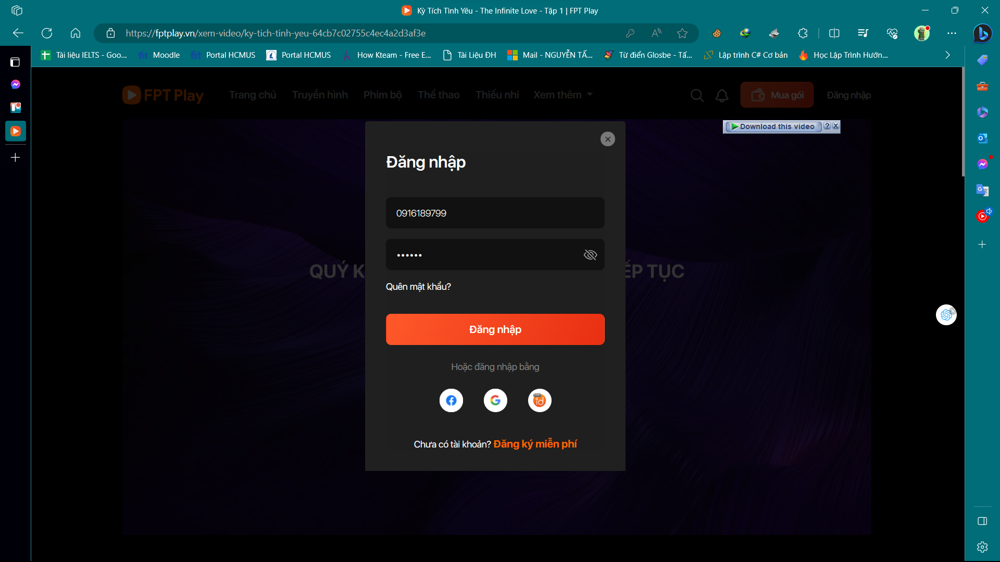 Kỳ Tích Tình Yêu - The Infinite Love - Tập 1 | FPT Play
https://fptplay.vn/xem-video/ky-tich-tinh-yeu-64cb7c02755c4ec4a2d3af3e
Tài liệu IELTS - Goo... Moodle Portal HCMUS Portal HCMUS How Kteam - Free E... Tài Liệu ĐH Mail - NGUYỄN TẤ... Từ điển Glosbe - Tấ... Lập trình C# Cơ bản Học Lập Trình Hướn...
FPT Play Trang chủ Truyền hình Phim bộ Thể thao Thiếu nhi Xem thêm Mua gói Đăng nhập
Download this video
Đăng nhập
0916189799
••••••
QUÝ K
ẾP TỤC
Quên mật khẩu?
Đăng nhập
Hoặc đăng nhập bằng
FPT id
Chưa có tài khoản? Đăng ký miễn phí